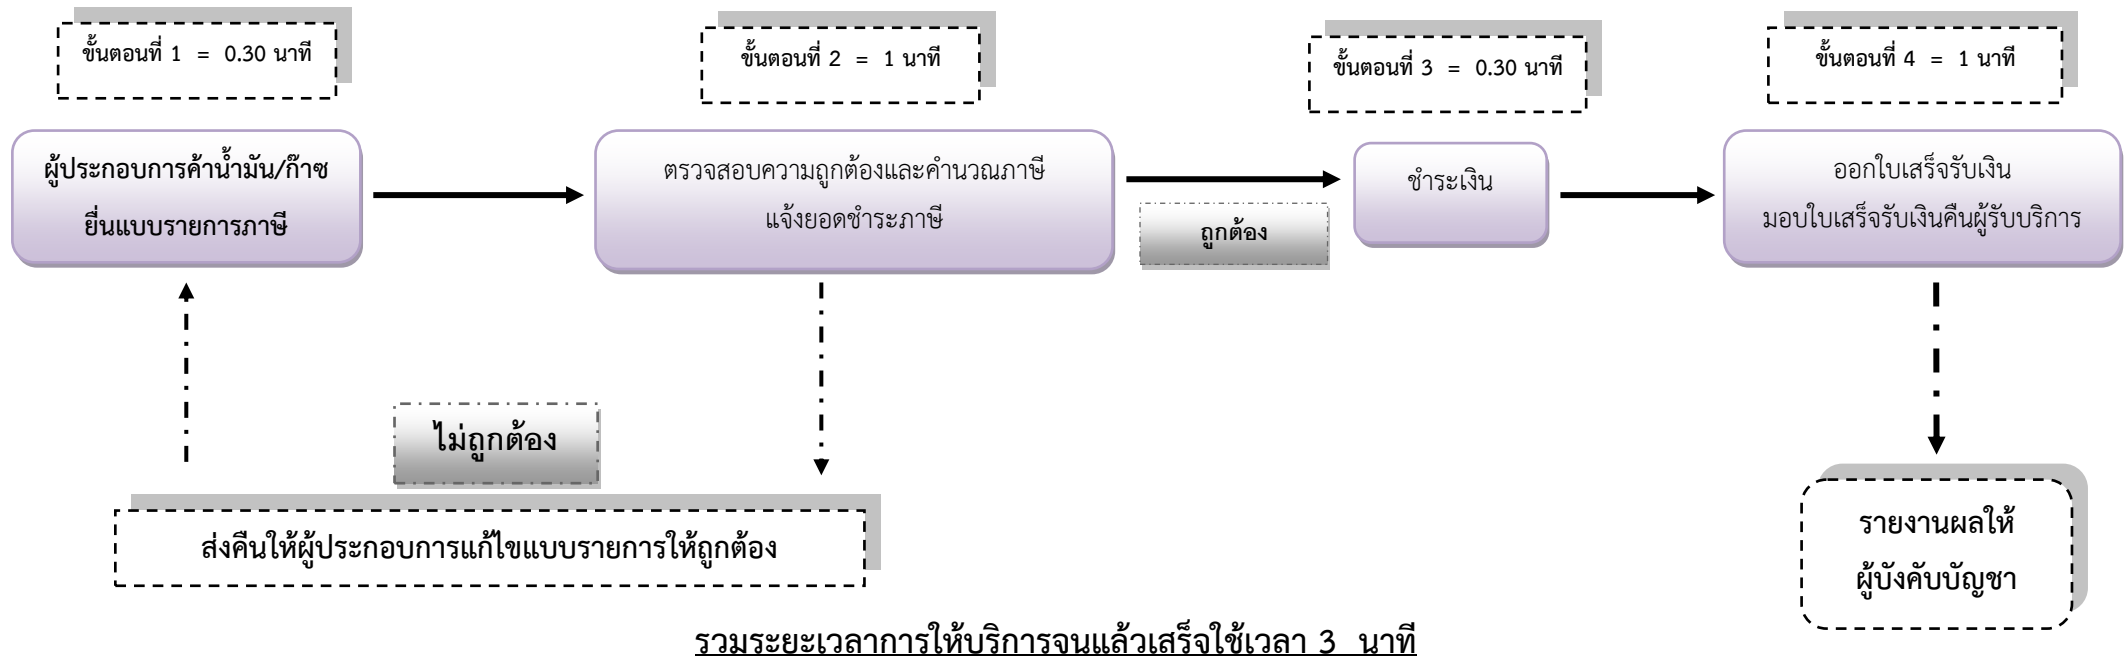 ขั้นตอนที่ 1 = 0.30 นาที
ขั้นตอนที่ 2 = 1 นาที
ขั้นตอนที่ 3 = 0.30 นาที
ขั้นตอนที่ 4 = 1 นาที
ผู้ประกอบการค้าน้ำมัน/ก๊าซ
ยื่นแบบรายการภาษี
ตรวจสอบความถูกต้องและคำนวณภาษี
แจ้งยอดชำระภาษี
ถูกต้อง
ชำระเงิน
ออกใบเสร็จรับเงิน
มอบใบเสร็จรับเงินคืนผู้รับบริการ
ไม่ถูกต้อง
ส่งคืนให้ผู้ประกอบการแก้ไขแบบรายการให้ถูกต้อง
รายงานผลให้
ผู้บังคับบัญชา
รวมระยะเวลาการให้บริการจนแล้วเสร็จใช้เวลา 3 นาที